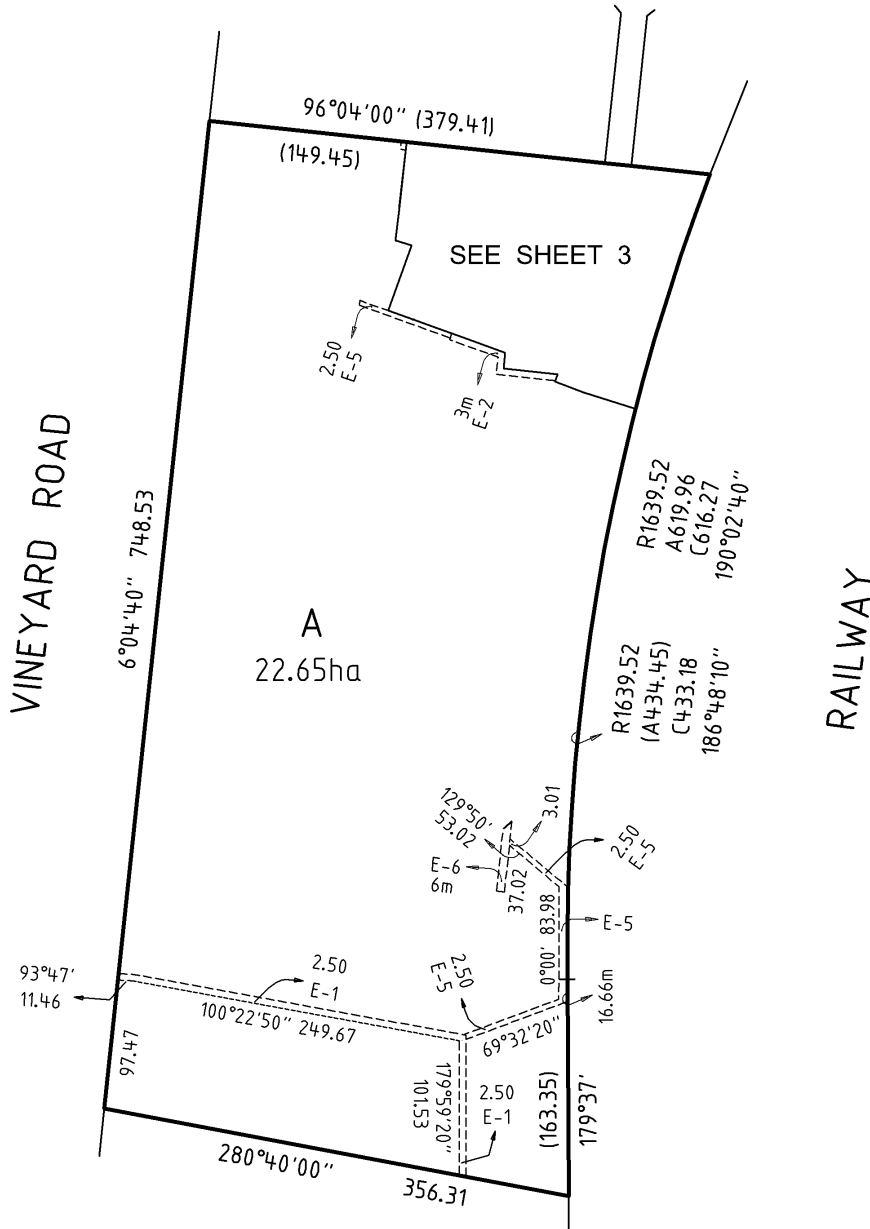 96°04'00" (379.41)
(149.45)
SEE SHEET 3
2.50
E-5
3m
E-2
VINEYARD ROAD
6°04'40" 748.53
R1639.52
A619.96
C616.27
190°02'40"
RAILWAY
A
22.65ha
R1639.52
(A434.45)
C433.18
186°48'10"
129°50'
53.02
3.01
2.50
E-5
E-6
6m
37.02
0°00' 83.98
E-5
93°47'
11.46
2.50
E-1
2.50
E-5
16.66m
100°22'50" 249.67
69°32'20"
97.47
179°59'20"
101.53
2.50
E-1
(163.35)
179°37'
280°40'00"
356.31